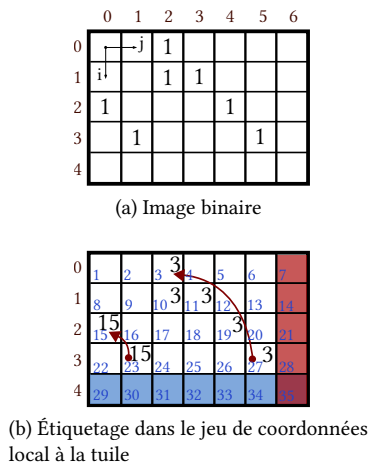 0 1 2 3 4 5 6
0 j 1
1 i 1 1
2 1 1
3 1 1
4
(a) Image binaire
0 1 2 3 3 4 5 6 7
1 8 9 10 3 11 3 12 13 14
2 15 15 16 17 18 19 3 20 21
3 22 23 15 24 25 26 27 3 28
4 29 30 31 32 33 34 35
(b) Étiquetage dans le jeu de coordonnées
local à la tuile